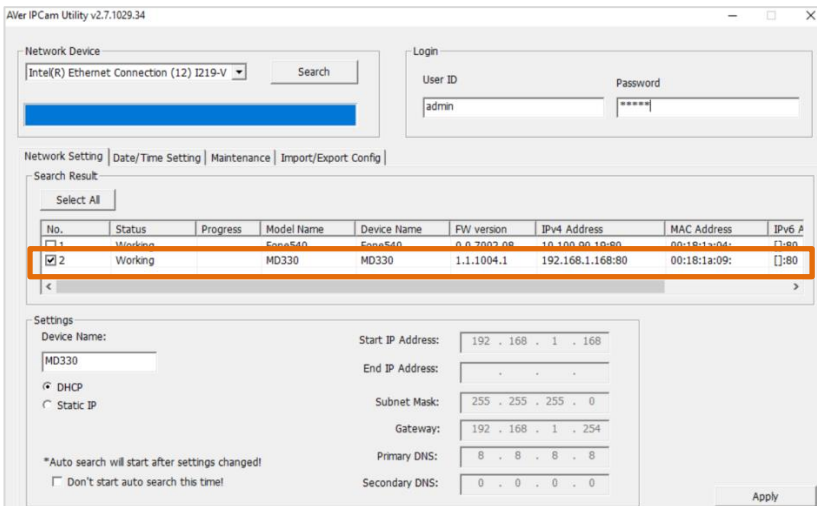 AVer IPCam Utility v2.7.1029.34
Network Device
Login
Intel(R) Ethernet Connection (12) I219-V
Search
User ID
Password
admin
*****
Network Setting Date/Time Setting Maintenance Import/Export Config
Search Result
Select All
No. Status Progress Model Name Device Name FW version IPv4 Address MAC Address IPv6 A
1 Working Fone540 Fone540 0.0.7002.08 10.100.90.19:80 00:18:1a:04: []:80
2 Working MD330 MD330 1.1.1004.1 192.168.1.168:80 00:18:1a:09: []:80
Settings
Device Name:
MD330
DHCP
Static IP
*Auto search will start after settings changed!
Don't start auto search this time!
Start IP Address: 192 . 168 . 1 . 168
End IP Address: . . .
Subnet Mask: 255 . 255 . 255 . 0
Gateway: 192 . 168 . 1 . 254
Primary DNS: 8 . 8 . 8 . 8
Secondary DNS: 0 . 0 . 0 . 0
Apply